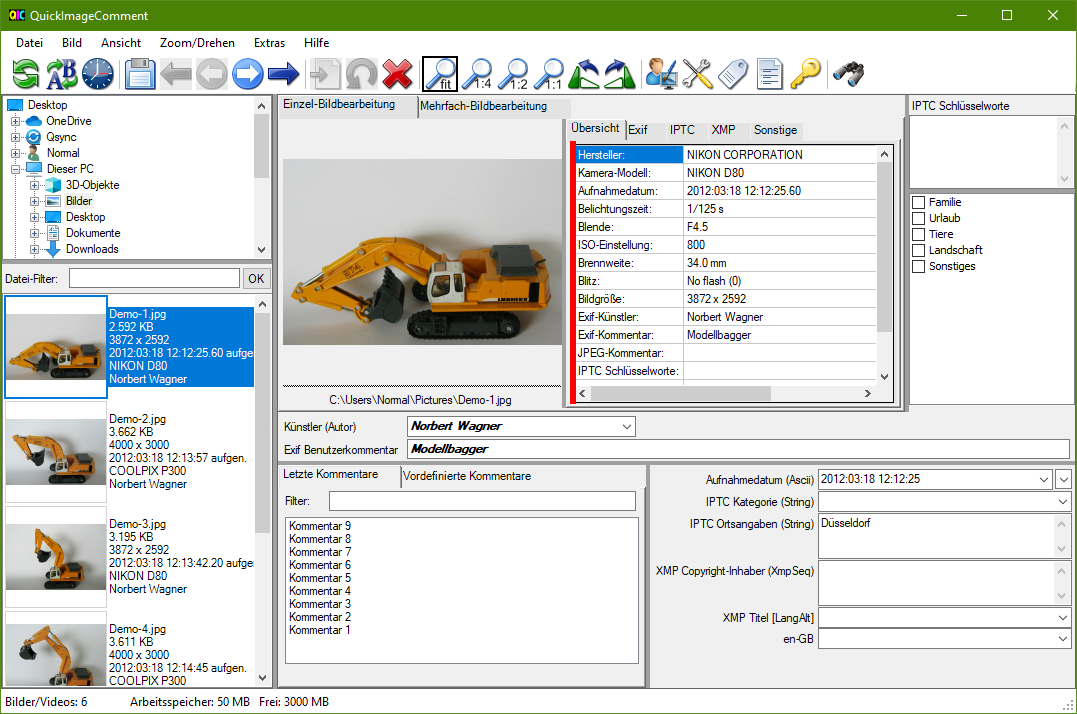 QuickImageComment
Datei Bild Ansicht Zoom/Drehen Extras Hilfe
fit 1:4 1:2 1:1
Desktop
OneDrive
Qsync
Normal
Dieser PC
3D-Objekte
Bilder
Desktop
Dokumente
Downloads
Datei-Filter: OK
Demo-1.jpg
2.592 KB
3872 x 2592
2012:03:18 12:12:25.60 aufge
NIKON D80
Norbert Wagner
Demo-2.jpg
3.662 KB
4000 x 3000
2012:03:18 12:13:57 aufgen.
COOLPIX P300
Norbert Wagner
Demo-3.jpg
3.195 KB
3872 x 2592
2012:03:18 12:13:42.20 aufge
NIKON D80
Norbert Wagner
Demo-4.jpg
3.611 KB
4000 x 3000
2012:03:18 12:14:45 aufgen.
COOLPIX P300
Einzel-Bildbearbeitung Mehrfach-Bildbearbeitung
974
LIEBHERR
C:\Users\Normal\Pictures\Demo-1.jpg
Übersicht Exif IPTC XMP Sonstige
Hersteller: NIKON CORPORATION
Kamera-Modell: NIKON D80
Aufnahmedatum: 2012:03:18 12:12:25.60
Belichtungszeit: 1/125 s
Blende: F4.5
ISO-Einstellung: 800
Brennweite: 34.0 mm
Blitz: No flash (0)
Bildgröße: 3872 x 2592
Exif-Künstler: Norbert Wagner
Exif-Kommentar: Modellbagger
JPEG-Kommentar:
IPTC Schlüsselworte:
IPTC Schlüsselworte
Familie
Urlaub
Tiere
Landschaft
Sonstiges
Künstler (Autor) Norbert Wagner
Exif Benutzerkommentar Modellbagger
Letzte Kommentare Vordefinierte Kommentare
Filter:
Kommentar 9
Kommentar 8
Kommentar 7
Kommentar 6
Kommentar 5
Kommentar 4
Kommentar 3
Kommentar 2
Kommentar 1
Aufnahmedatum (Ascii) 2012:03:18 12:12:25
IPTC Kategorie (String)
IPTC Ortsangaben (String) Düsseldorf
XMP Copyright-Inhaber (XmpSeq)
XMP Titel [LangAlt]
en-GB
Bilder/Videos: 6 Arbeitsspeicher: 50 MB Frei: 3000 MB